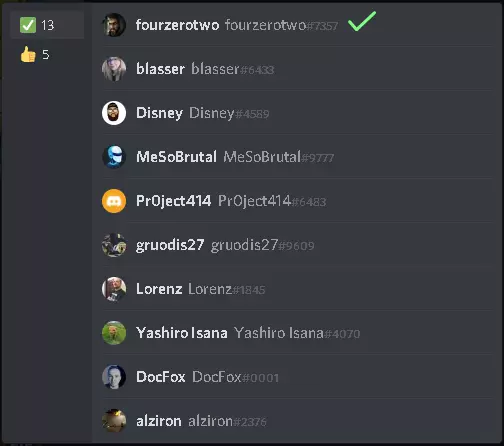 13
5
fourzerotwo fourzerotwo#7357
blasser blasser#6433
Disney Disney#4589
MeSoBrutal MeSoBrutal#9777
Pr0ject414 Pr0ject414#6483
gruodis27 gruodis27#9609
Lorenz Lorenz#1845
Yashiro Isana Yashiro Isana#4070
DocFox DocFox#0001
alziron alziron#2376